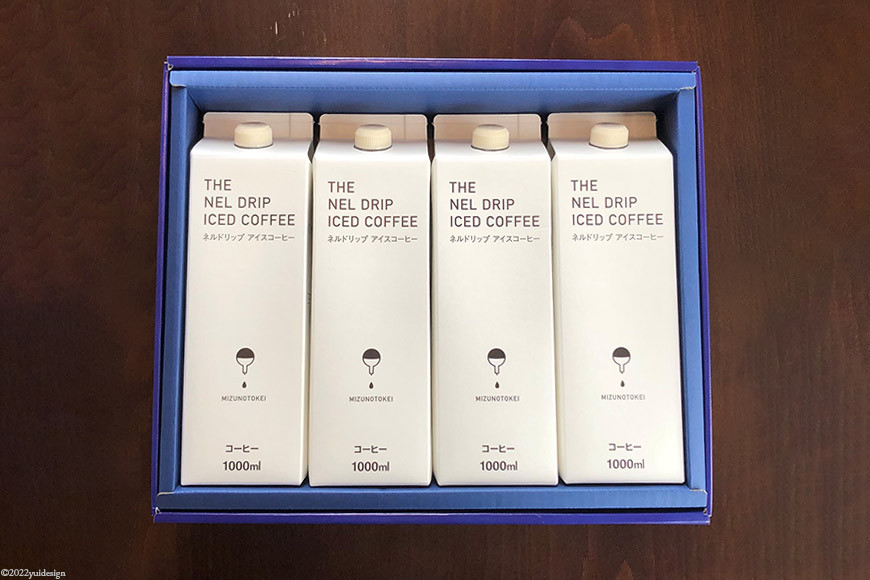 THE
NEL DRIP
ICED COFFEE
ネルドリップ アイスコーヒー
MIZUNOTOKEI
コーヒー
1000ml
THE
NEL DRIP
ICED COFFEE
ネルドリップ アイスコーヒー
MIZUNOTOKEI
コーヒー
1000ml
THE
NEL DRIP
ICED COFFEE
ネルドリップ アイスコーヒー
MIZUNOTOKEI
コーヒー
1000ml
THE
NEL DRIP
ICED COFFEE
ネルドリップ アイスコーヒー
MIZUNOTOKEI
コーヒー
1000ml
©2022yuidesign